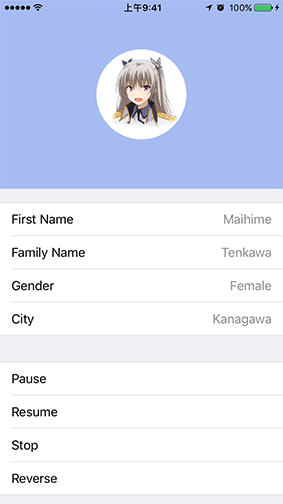 上午9:41 100%
First Name Maihime
Family Name Tenkawa
Gender Female
City Kanagawa
Pause
Resume
Stop
Reverse